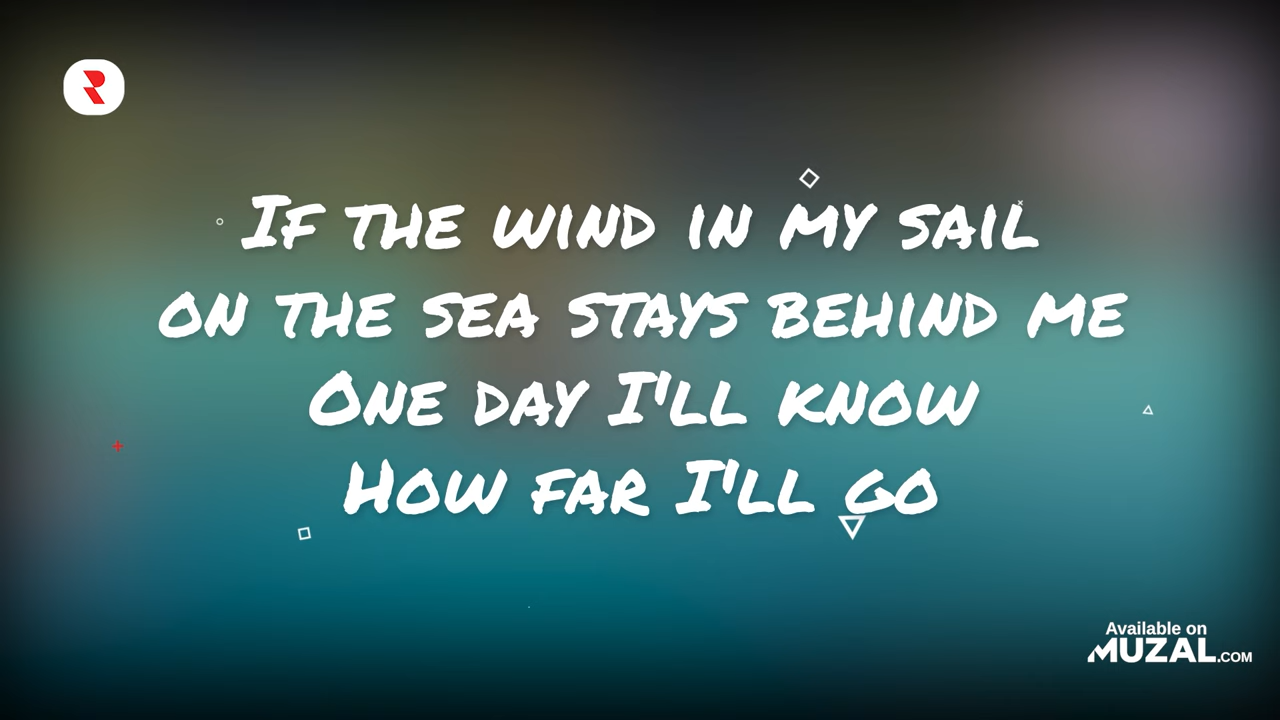 If the wind in my sail
on the sea stays behind me
One day I'll know
How far I'll go
Available on
MUZAL.COM